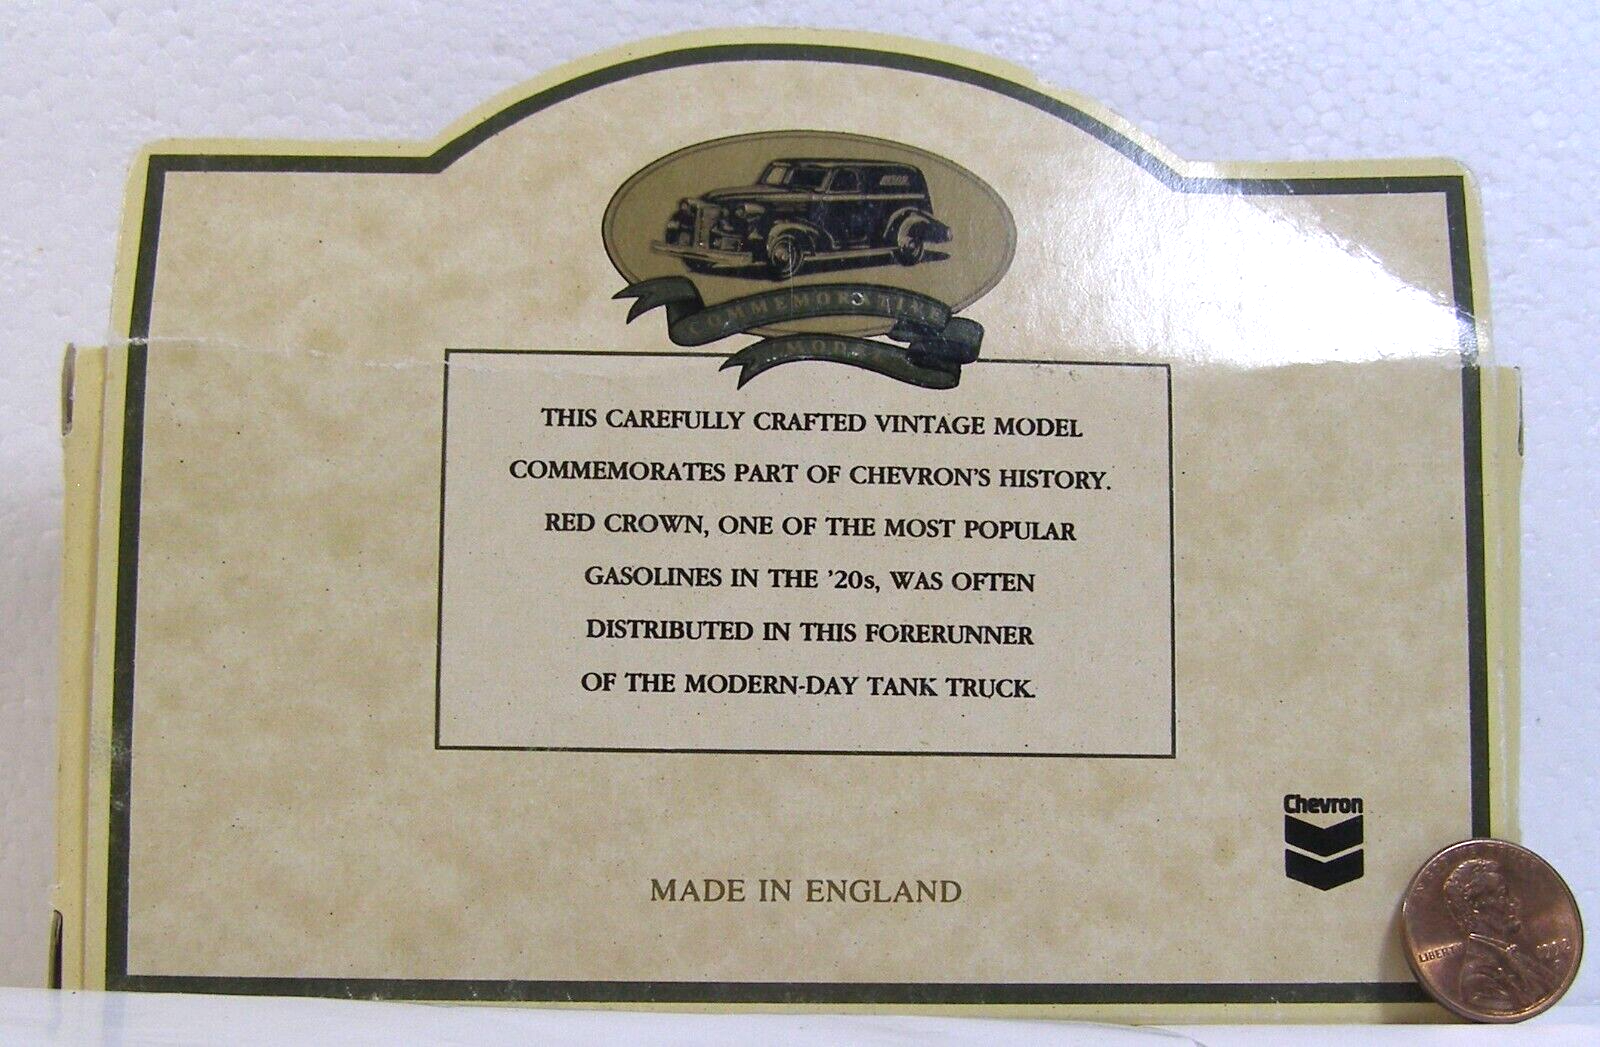 COMMEMORATIVE
MODEL
THIS CAREFULLY CRAFTED VINTAGE MODEL
COMMEMORATES PART OF CHEVRON'S HISTORY.
RED CROWN, ONE OF THE MOST POPULAR
GASOLINES IN THE '20s, WAS OFTEN
DISTRIBUTED IN THIS FORERUNNER
OF THE MODERN-DAY TANK TRUCK.
Chevron
MADE IN ENGLAND
LIBERTY